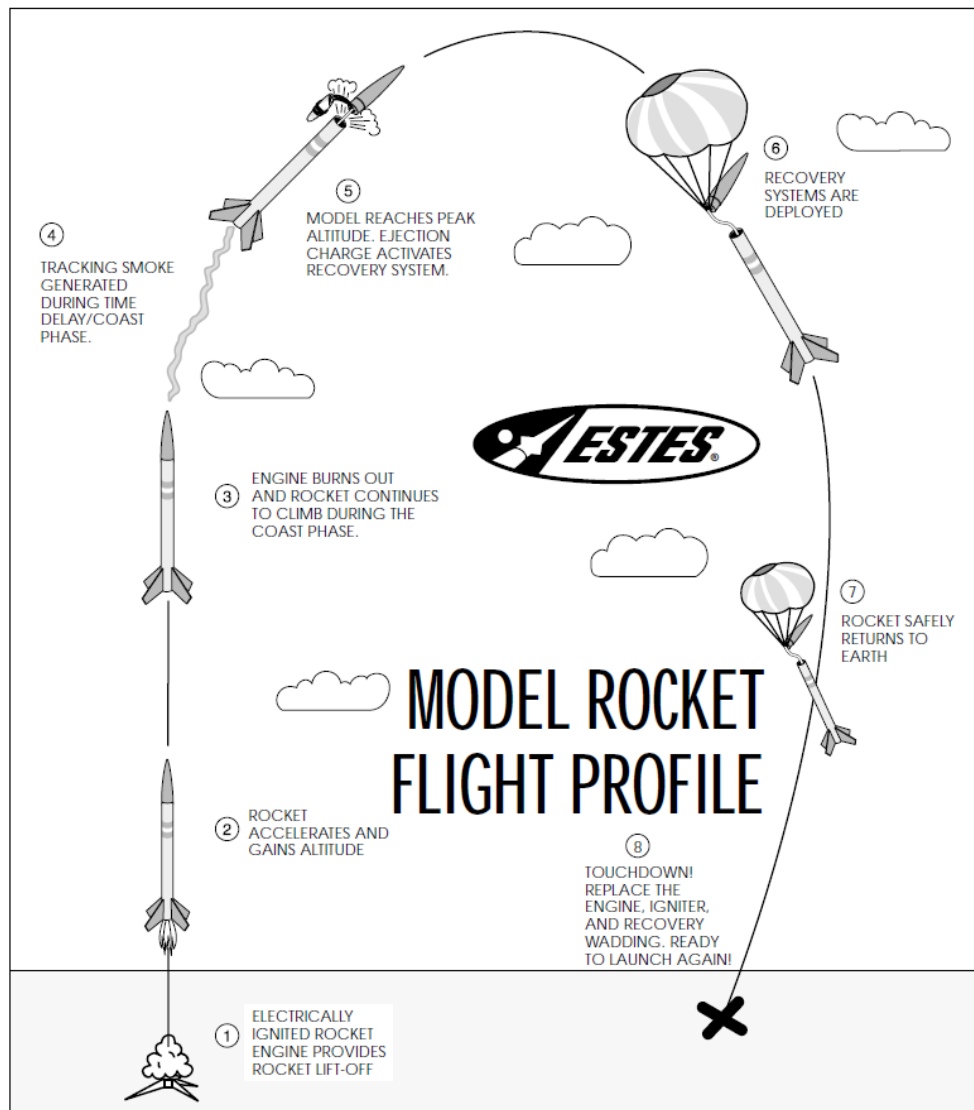 1
ELECTRICALLY
IGNITED ROCKET
ENGINE PROVIDES
ROCKET LIFT-OFF
2
ROCKET
ACCELERATES AND
GAINS ALTITUDE
3
ENGINE BURNS OUT
AND ROCKET CONTINUES
TO CLIMB DURING THE
COAST PHASE.
4
TRACKING SMOKE
GENERATED
DURING TIME
DELAY/COAST
PHASE.
5
MODEL REACHES PEAK
ALTITUDE. EJECTION
CHARGE ACTIVATES
RECOVERY SYSTEM.
6
RECOVERY
SYSTEMS ARE
DEPLOYED
7
ROCKET SAFELY
RETURNS TO
EARTH
8
TOUCHDOWN!
REPLACE THE
ENGINE, IGNITER,
AND RECOVERY
WADDING. READY
TO LAUNCH AGAIN!
ESTES®
MODEL ROCKET
FLIGHT PROFILE